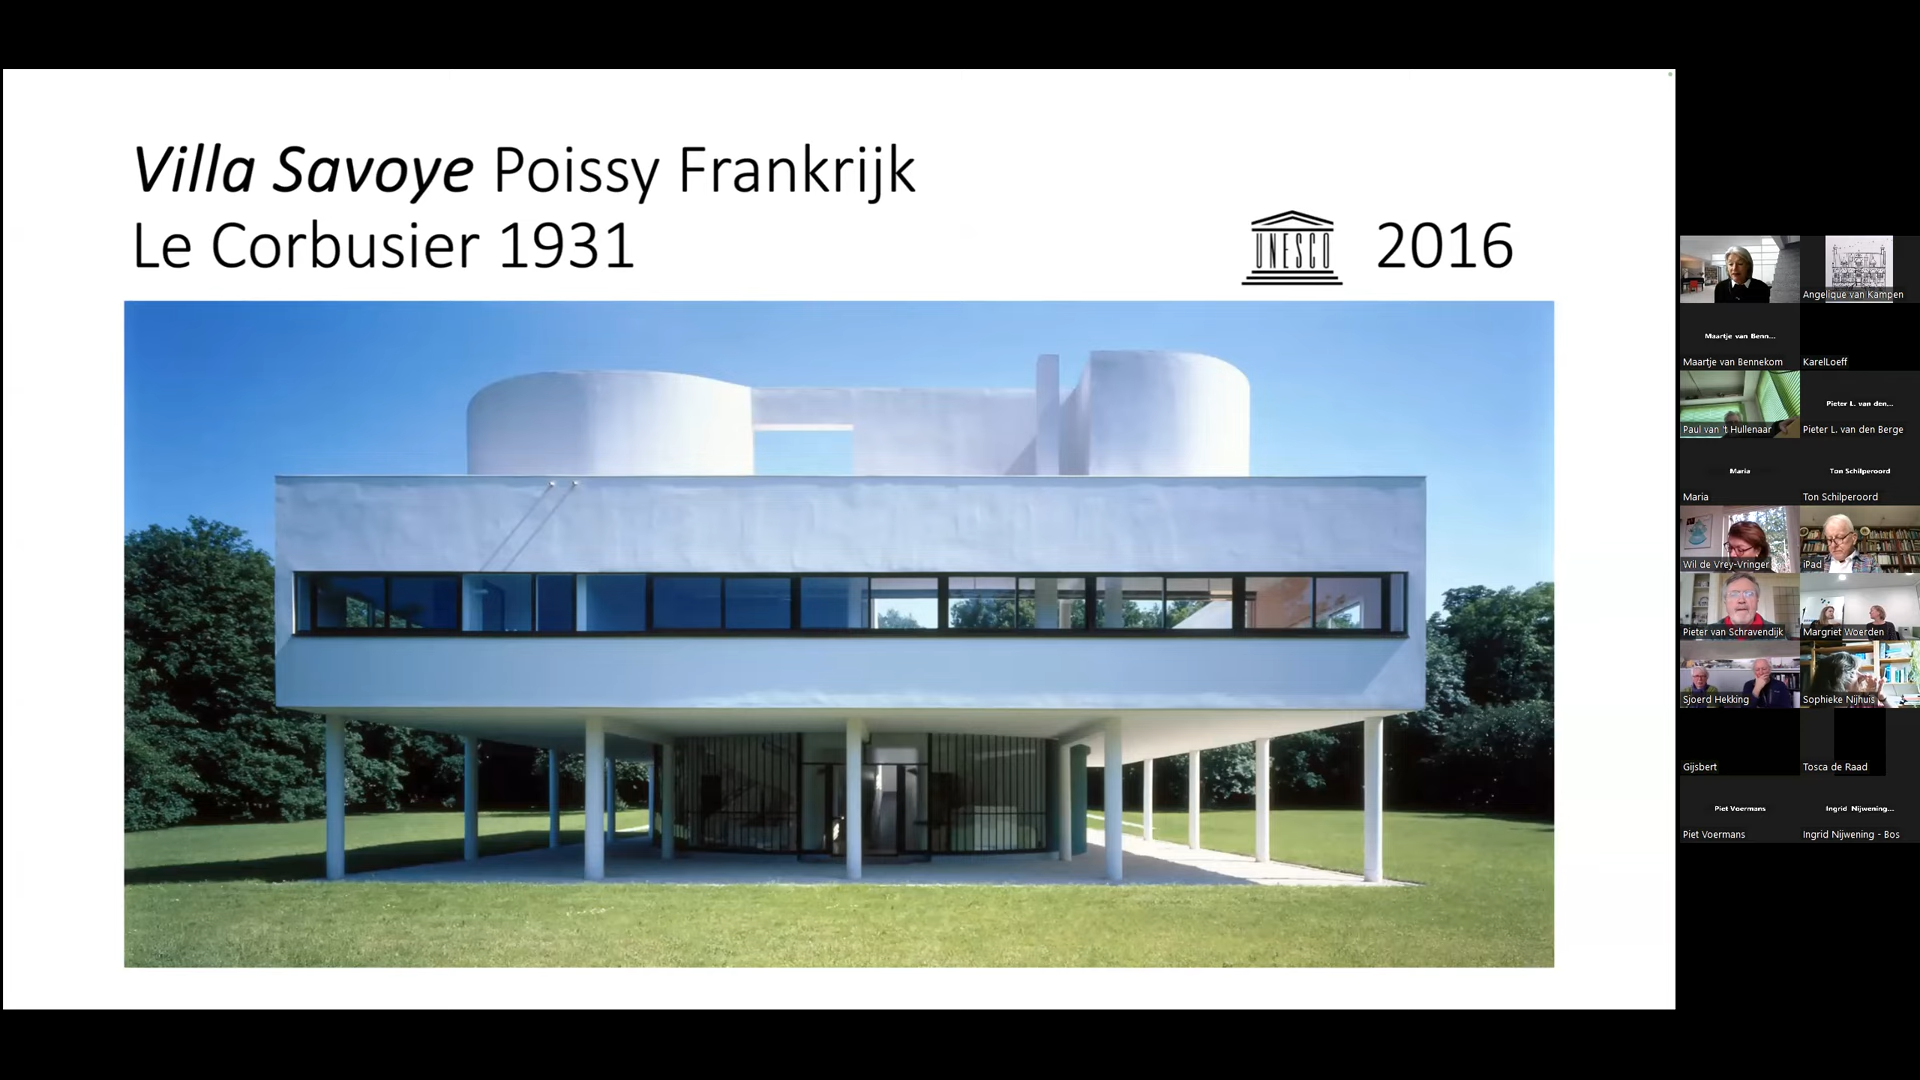 Villa Savoye Poissy Frankrijk
Le Corbusier 1931
UNESCO
2016
Angelique van Kampen
Maartje van Benn...
Maartje van Bennekom
KarelLoeff
Paul van 't Hullenaar
Pieter L. van den...
Pieter L. van den Berge
Maria
Maria
Ton Schilperoord
Ton Schilperoord
Wil de Vrey-Vringer
iPad
Pieter van Schravendijk
Margriet Woerden
Sjoerd Hekking
Sophieke Nijhuis
Gijsbert
Tosca de Raad
Piet Voermans
Piet Voermans
Ingrid Nijwening...
Ingrid Nijwening - Bos